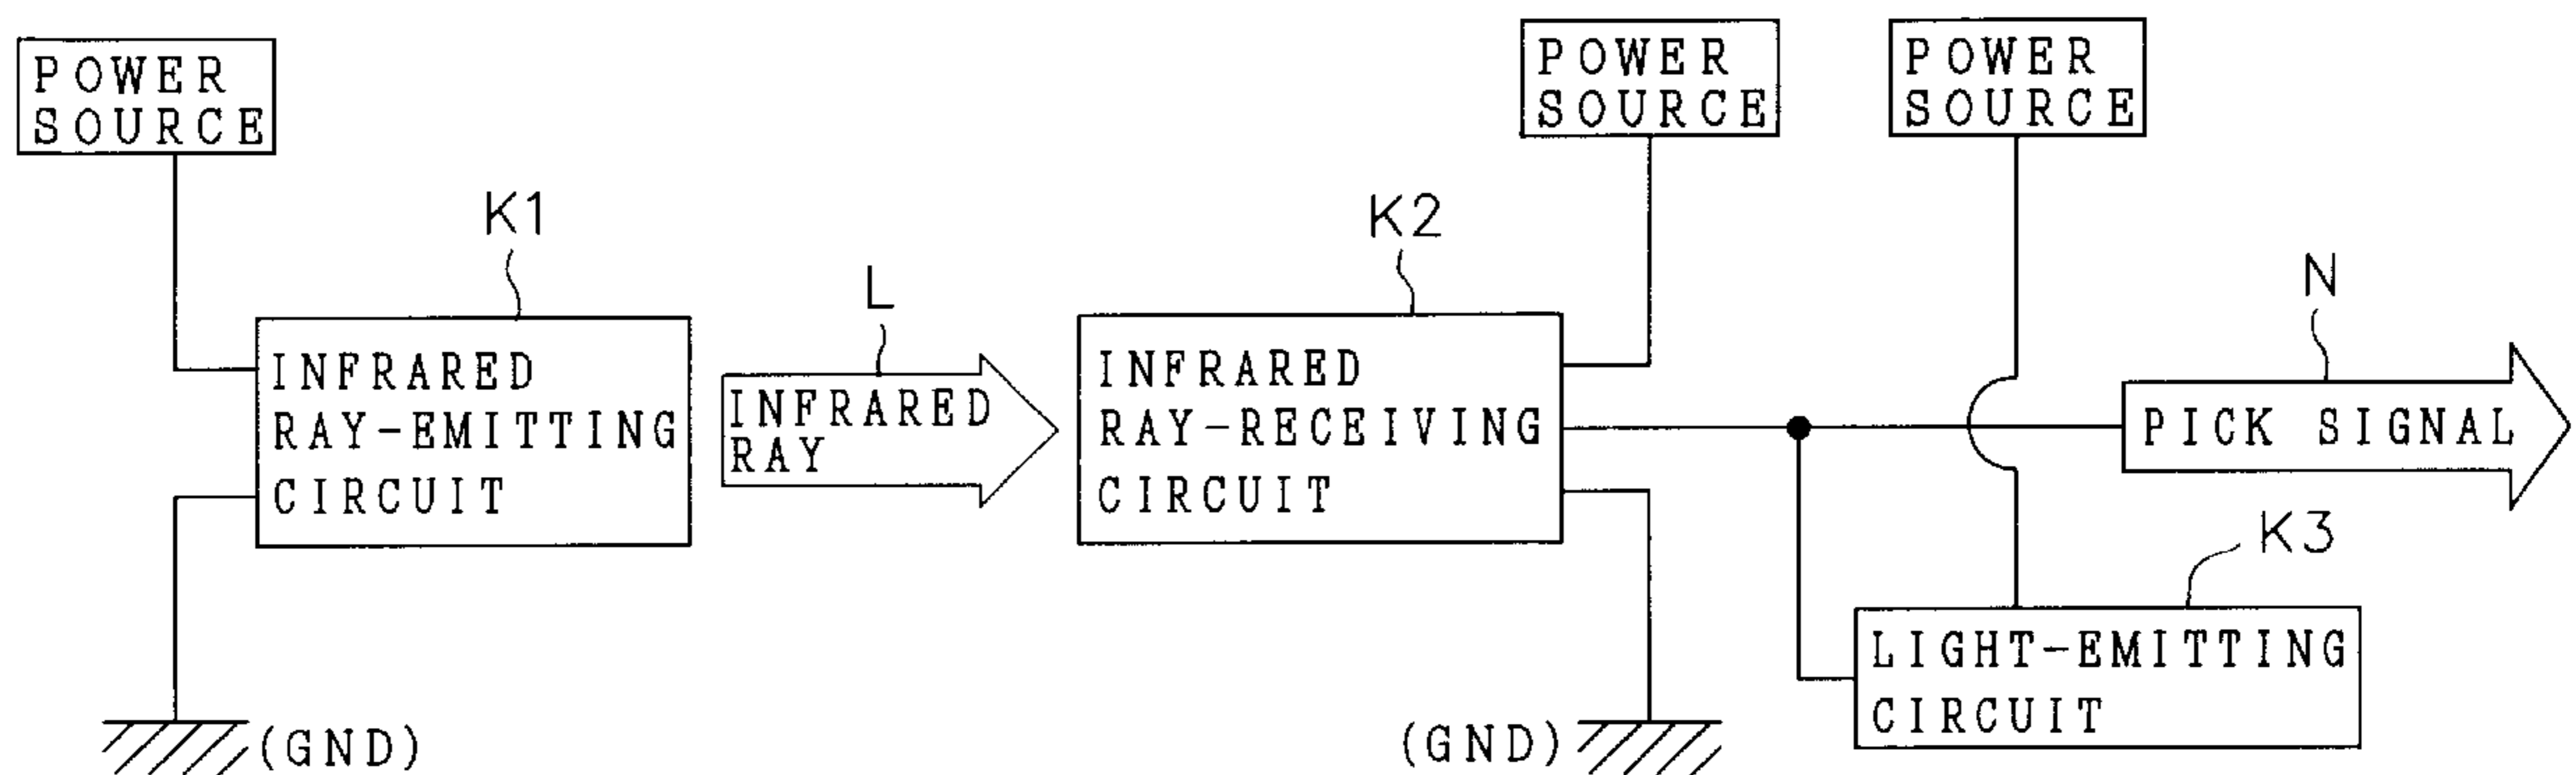 POWER
SOURCE
POWER
SOURCE
POWER
SOURCE
K1
K2
L
N
INFRARED
RAY-EMITTING
CIRCUIT
INFRARED
RAY
INFRARED
RAY-RECEIVING
CIRCUIT
PICK SIGNAL
K3
LIGHT-EMITTING
CIRCUIT
(GND)
(GND)